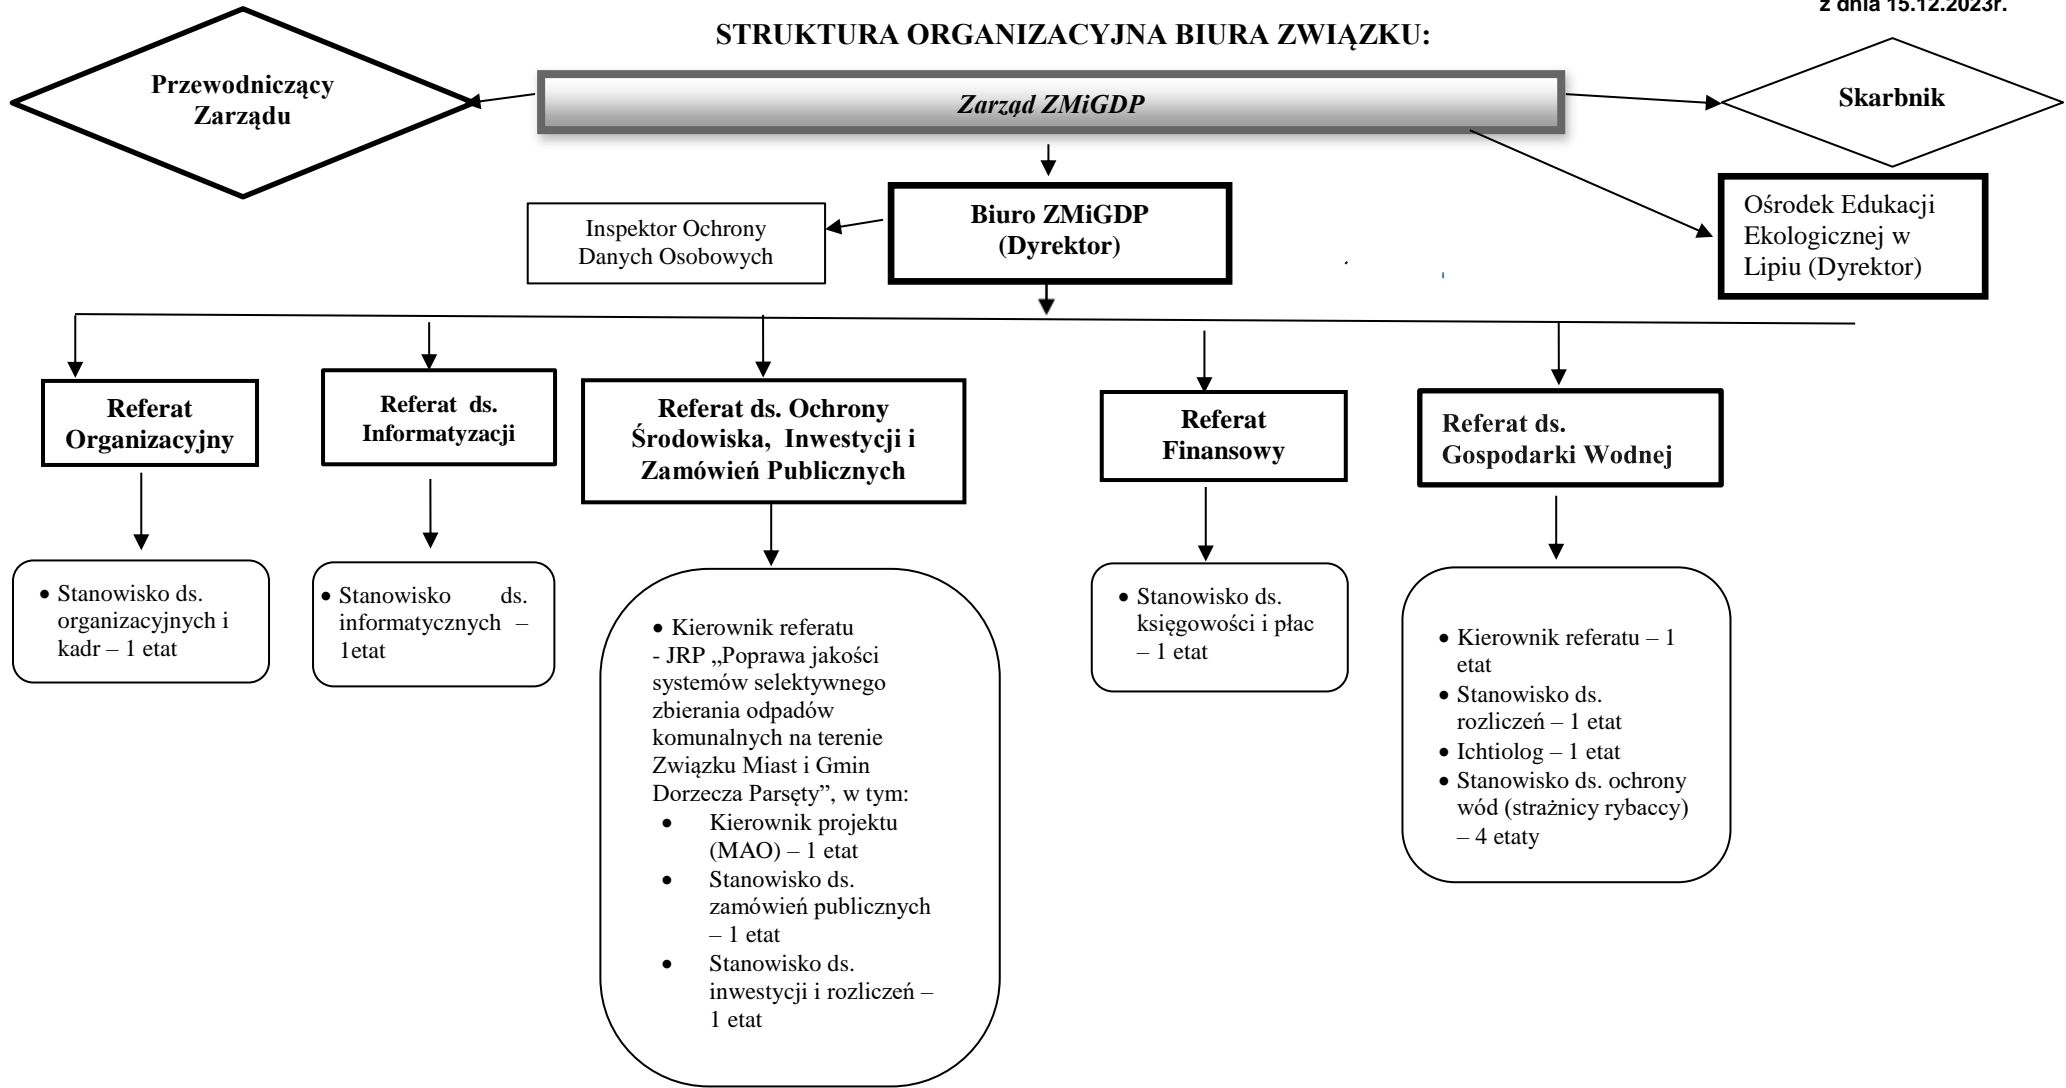 z dnia 15.12.2023r.
STRUKTURA ORGANIZACYJNA BIURA ZWIĄZKU:
Przewodniczący
Zarządu
Zarząd ZMiGDP
Skarbnik
Inspektor Ochrony
Danych Osobowych
Biuro ZMiGDP
(Dyrektor)
Ośrodek Edukacji
Ekologicznej w
Lipiu (Dyrektor)
Referat
Organizacyjny
Referat ds.
Informatyzacji
Referat ds. Ochrony
Środowiska, Inwestycji i
Zamówień Publicznych
Referat
Finansowy
Referat ds.
Gospodarki Wodnej
• Stanowisko ds.
organizacyjnych i
kadr – 1 etat
• Stanowisko ds.
informatycznych –
1etat
• Kierownik referatu
- JRP „Poprawa jakości
systemów selektywnego
zbierania odpadów
komunalnych na terenie
Związku Miast i Gmin
Dorzecza Parsęty”, w tym:
• Kierownik projektu
(MAO) – 1 etat
• Stanowisko ds.
zamówień publicznych
– 1 etat
• Stanowisko ds.
inwestycji i rozliczeń –
1 etat
• Stanowisko ds.
księgowości i płac
– 1 etat
• Kierownik referatu – 1
etat
• Stanowisko ds.
rozliczeń – 1 etat
• Ichtiolog – 1 etat
• Stanowisko ds. ochrony
wód (strażnicy rybaccy)
– 4 etaty